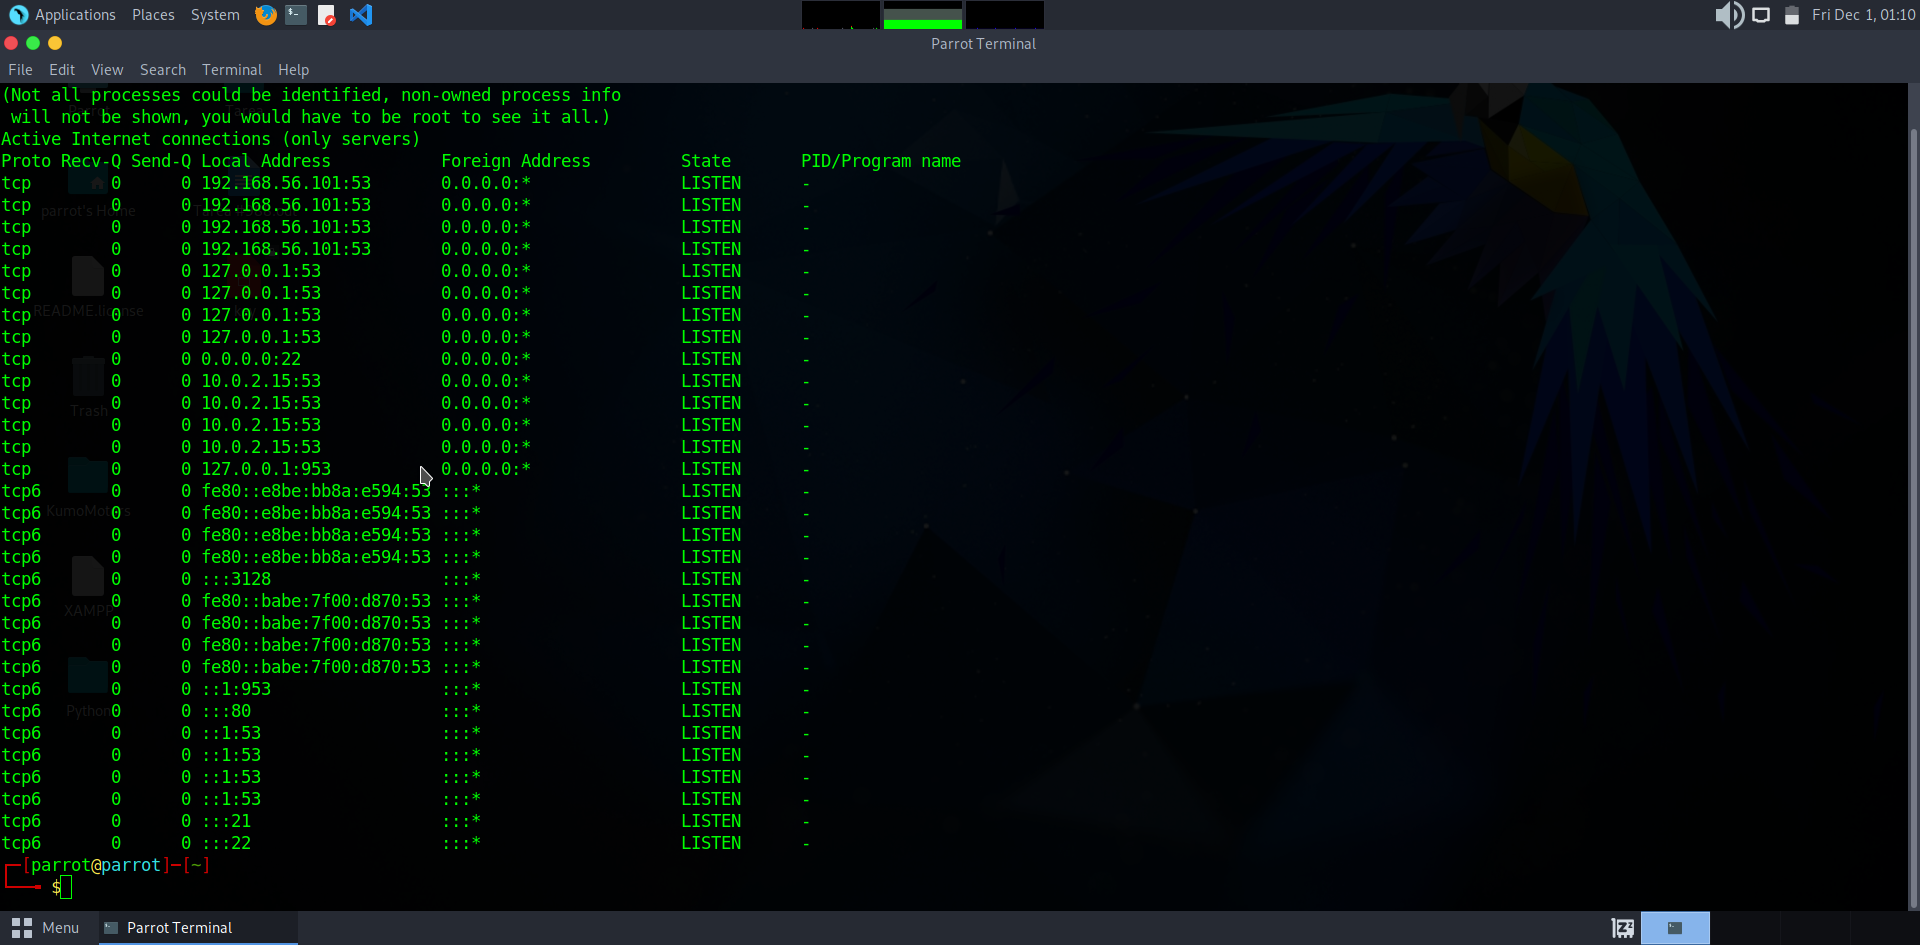 Applications Places System Fri Dec 1, 01:10
Parrot Terminal
File Edit View Search Terminal Help
(Not all processes could be identified, non-owned process info
 will not be shown, you would have to be root to see it all.)
Active Internet connections (only servers)
Proto Recv-Q Send-Q Local Address           Foreign Address         State       PID/Program name
tcp        0      0 192.168.56.101:53       0.0.0.0:*               LISTEN      -
tcp        0      0 192.168.56.101:53       0.0.0.0:*               LISTEN      -
tcp        0      0 192.168.56.101:53       0.0.0.0:*               LISTEN      -
tcp        0      0 192.168.56.101:53       0.0.0.0:*               LISTEN      -
tcp        0      0 127.0.0.1:53            0.0.0.0:*               LISTEN      -
tcp        0      0 127.0.0.1:53            0.0.0.0:*               LISTEN      -
tcp        0      0 127.0.0.1:53            0.0.0.0:*               LISTEN      -
tcp        0      0 127.0.0.1:53            0.0.0.0:*               LISTEN      -
tcp        0      0 0.0.0.0:22              0.0.0.0:*               LISTEN      -
tcp        0      0 10.0.2.15:53            0.0.0.0:*               LISTEN      -
tcp        0      0 10.0.2.15:53            0.0.0.0:*               LISTEN      -
tcp        0      0 10.0.2.15:53            0.0.0.0:*               LISTEN      -
tcp        0      0 10.0.2.15:53            0.0.0.0:*               LISTEN      -
tcp        0      0 127.0.0.1:953           0.0.0.0:*               LISTEN      -
tcp6       0      0 fe80::e8be:bb8a:e594:53 :::*                    LISTEN      -
tcp6       0      0 fe80::e8be:bb8a:e594:53 :::*                    LISTEN      -
tcp6       0      0 fe80::e8be:bb8a:e594:53 :::*                    LISTEN      -
tcp6       0      0 fe80::e8be:bb8a:e594:53 :::*                    LISTEN      -
tcp6       0      0 :::3128                 :::*                    LISTEN      -
tcp6       0      0 fe80::babe:7f00:d870:53 :::*                    LISTEN      -
tcp6       0      0 fe80::babe:7f00:d870:53 :::*                    LISTEN      -
tcp6       0      0 fe80::babe:7f00:d870:53 :::*                    LISTEN      -
tcp6       0      0 fe80::babe:7f00:d870:53 :::*                    LISTEN      -
tcp6       0      0 ::1:953                 :::*                    LISTEN      -
tcp6       0      0 :::80                   :::*                    LISTEN      -
tcp6       0      0 ::1:53                  :::*                    LISTEN      -
tcp6       0      0 ::1:53                  :::*                    LISTEN      -
tcp6       0      0 ::1:53                  :::*                    LISTEN      -
tcp6       0      0 ::1:53                  :::*                    LISTEN      -
tcp6       0      0 :::21                   :::*                    LISTEN      -
tcp6       0      0 :::22                   :::*                    LISTEN      -
┌─[parrot@parrot]─[~]
└──╼ $
parrot's Home
README.license
Trash
XAMPP
Python
Menu Parrot Terminal